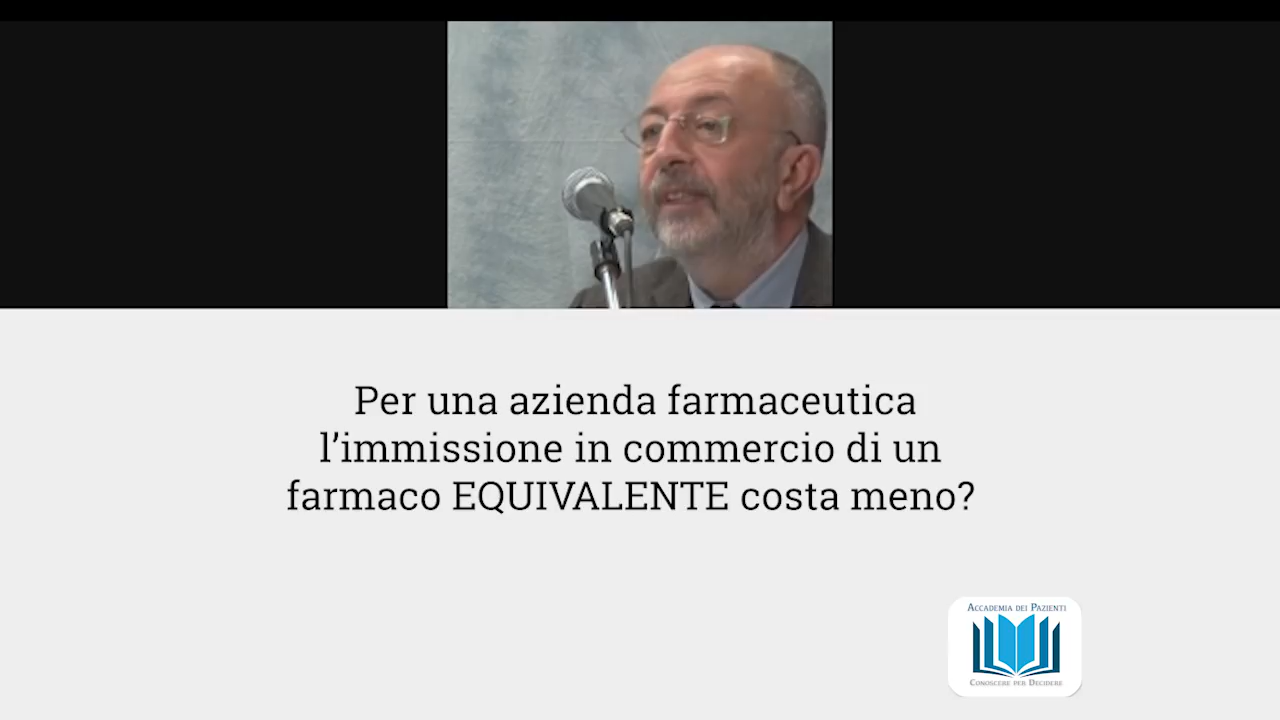 Per una azienda farmaceutica
l’immissione in commercio di un
farmaco EQUIVALENTE costa meno?
Accademia dei Pazienti
Conoscere per Decidere